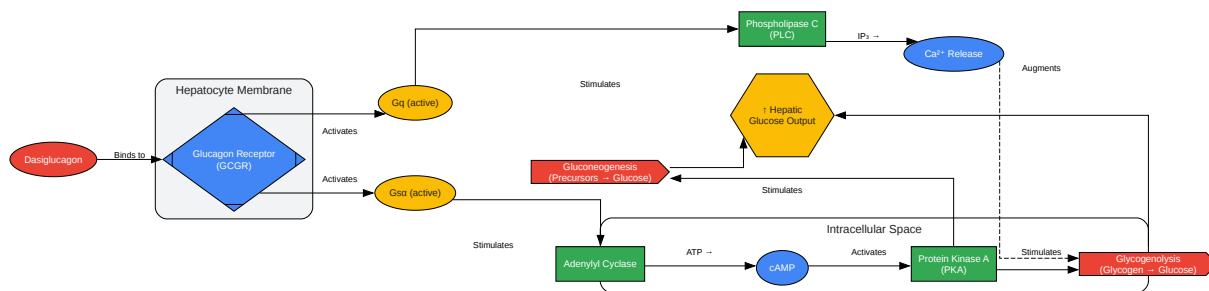 Phospholipase C
(PLC)
IP₃ →
Ca²⁺ Release
Augments
Stimulates
Hepatocyte Membrane
Gq (active)
↑ Hepatic
Glucose Output
Activates
Dasiglucagon
Binds to
Glucagon Receptor
(GCGR)
Gluconeogenesis
(Precursors → Glucose)
Activates
Gsα (active)
Stimulates
Intracellular Space
Stimulates
Adenylyl Cyclase
ATP →
cAMP
Activates
Protein Kinase A
(PKA)
Stimulates
Glycogenolysis
(Glycogen → Glucose)